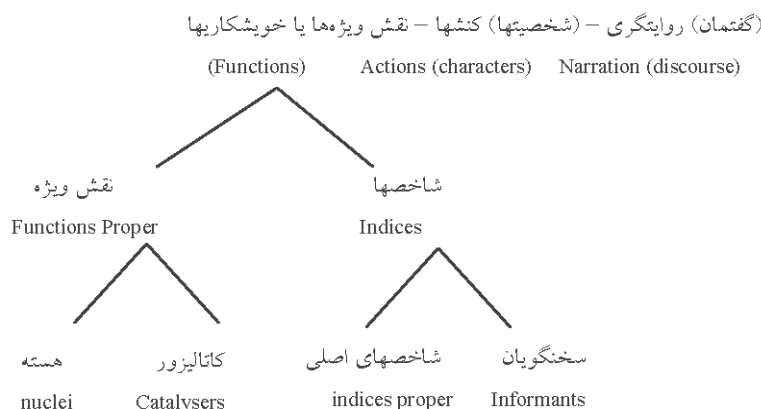 (گفتمان) روایتگری – (شخصیتها) کنشها – نقش ویژه‌ها یا خویشکاریها
(Functions) Actions (characters) Narration (discourse)
نقش ویژه شاخصها
Functions Proper Indices
هسته کاتالیزور شاخصهای اصلی سخنگویان
nuclei Catalysers indices proper Informants